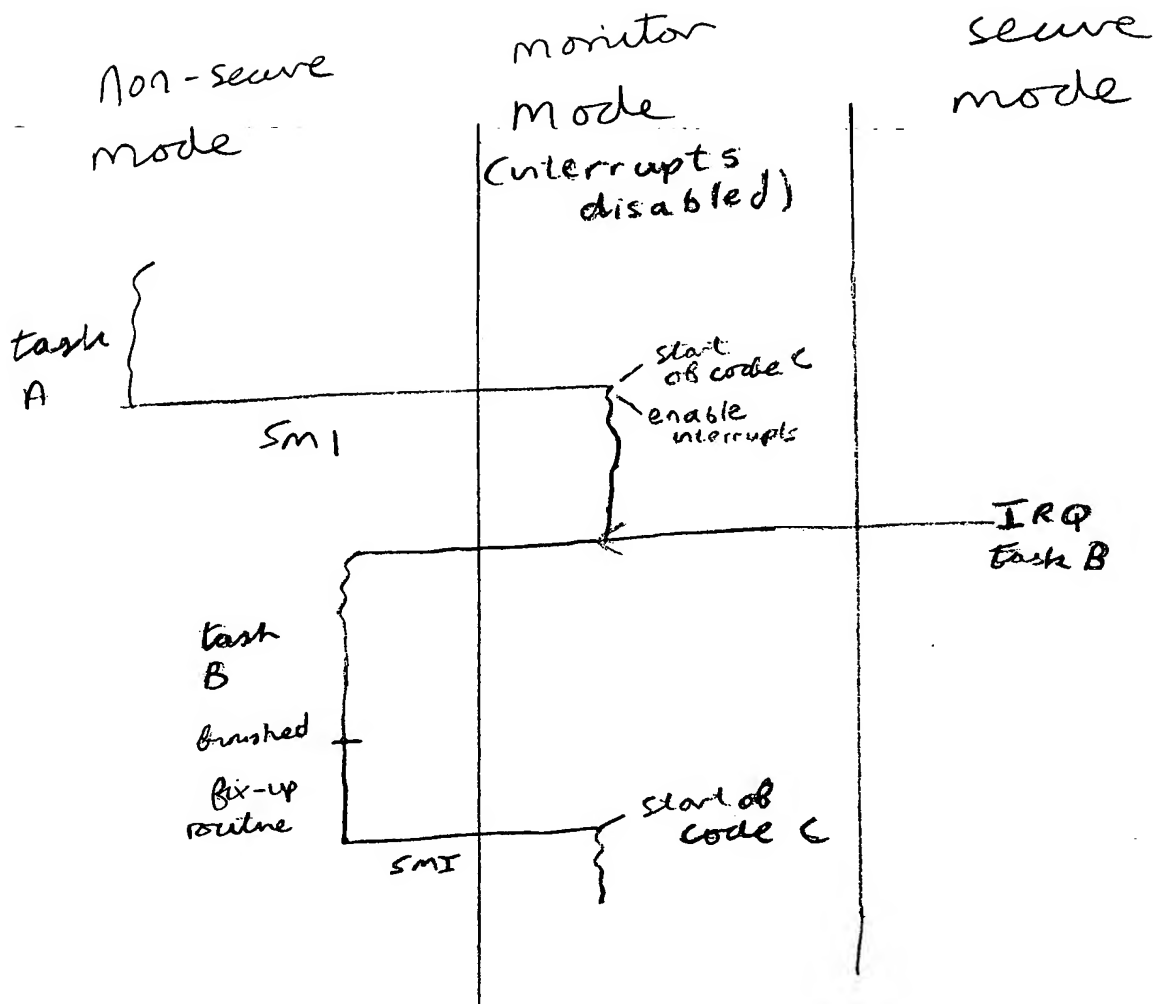 non-secure
mode
monitor
mode
(interrupts
disabled)
secure
mode
task
A
SMI
start
of code C
enable
interrupts
IRQ
task B
task
B
finished
fix-up
routine
SMI
start of
code C